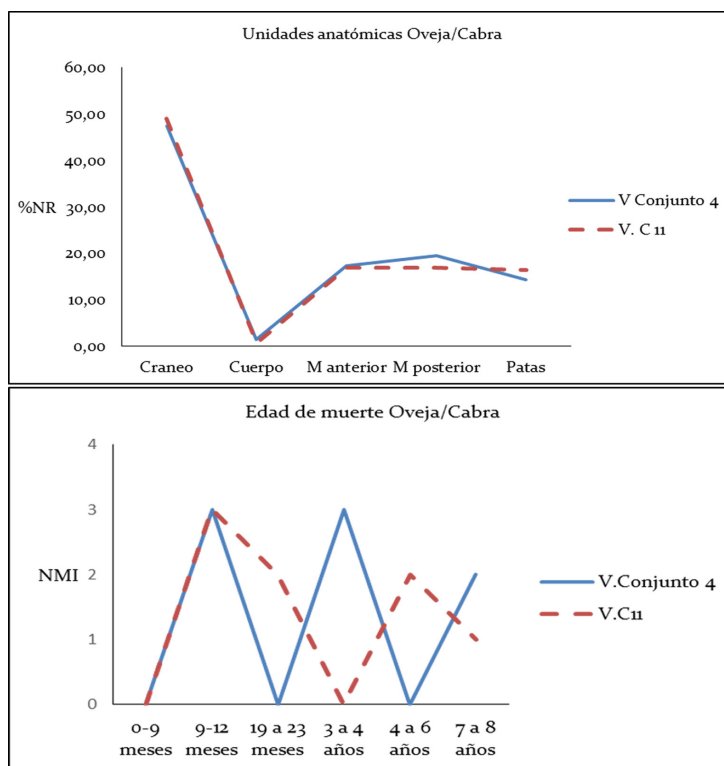 Unidades anatómicas Oveja/Cabra
60,00
50,00
40,00
30,00
20,00
10,00
0,00
%NR
Craneo Cuerpo M anterior M posterior Patas
V Conjunto 4
V. C 11
Edad de muerte Oveja/Cabra
4
3
2
1
0
NMI
0-9 meses
9-12 meses
19 a 23 meses
3 a 4 años
4 a 6 años
7 a 8 años
V.Conjunto 4
V.C11